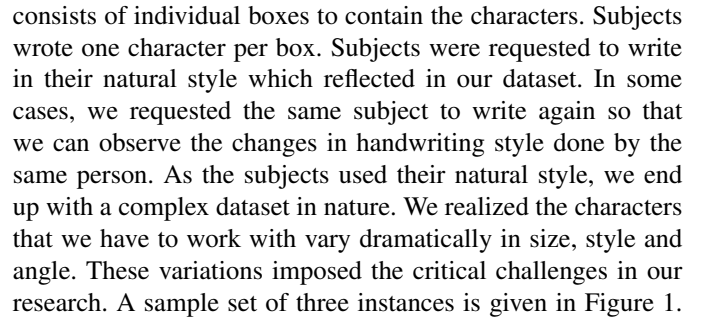 consists of individual boxes to contain the characters. Subjects
wrote one character per box. Subjects were requested to write
in their natural style which reflected in our dataset. In some
cases, we requested the same subject to write again so that
we can observe the changes in handwriting style done by the
same person. As the subjects used their natural style, we end
up with a complex dataset in nature. We realized the characters
that we have to work with vary dramatically in size, style and
angle. These variations imposed the critical challenges in our
research. A sample set of three instances is given in Figure 1.